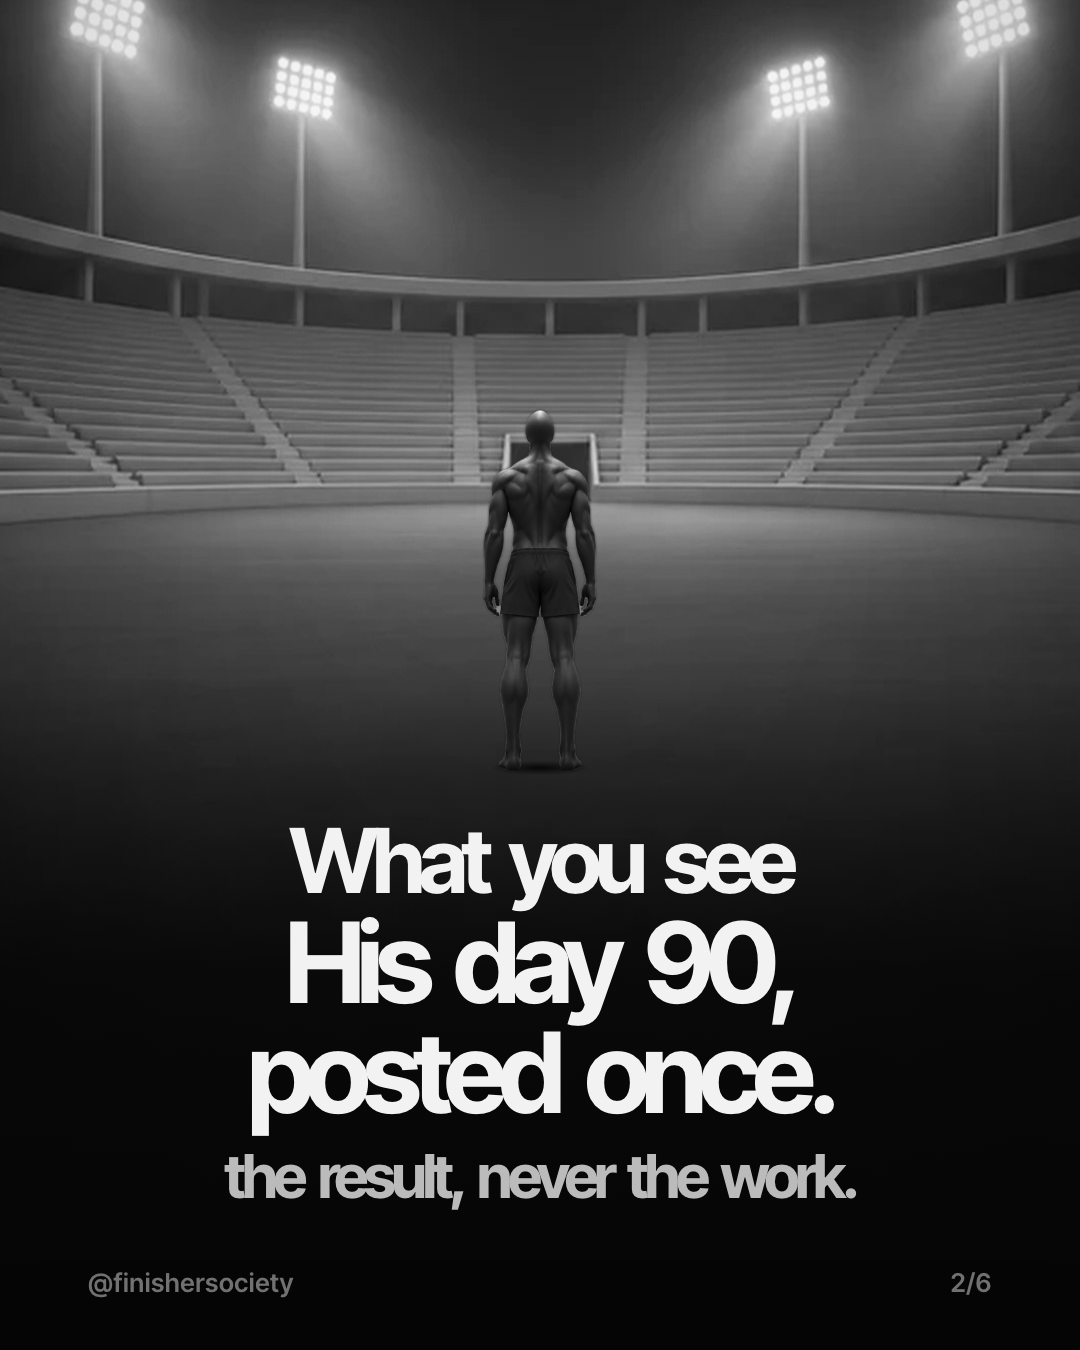 What you see
His day 90,
posted once.
the result, never the work.
@finishersociety
2/6